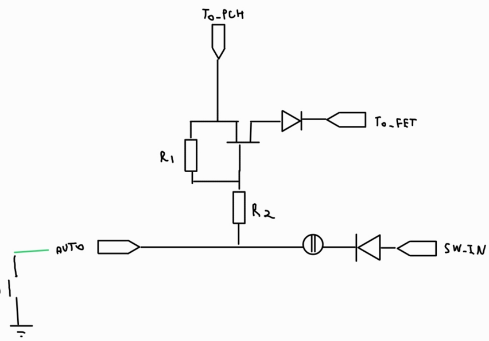 To_PCH
To_FET
R1
R2
AUTO
SW_IN